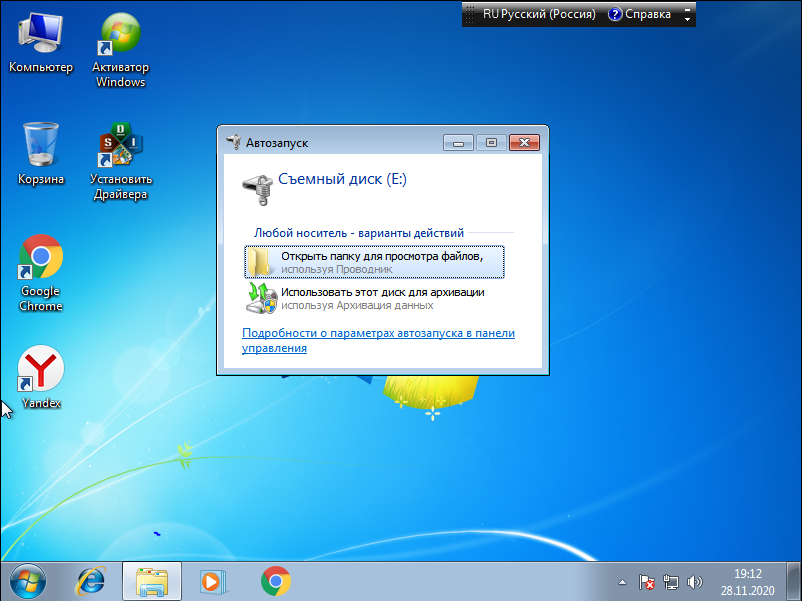 RU Русский (Россия) Справка
Компьютер
Активатор
Windows
Корзина
Установить
Драйвера
Google
Chrome
Yandex
Автозапуск
Съемный диск (E:)
Любой носитель - варианты действий
Открыть папку для просмотра файлов,
используя Проводник
Использовать этот диск для архивации
используя Архивация данных
Подробности о параметрах автозапуска в панели
управления
19:12
28.11.2020